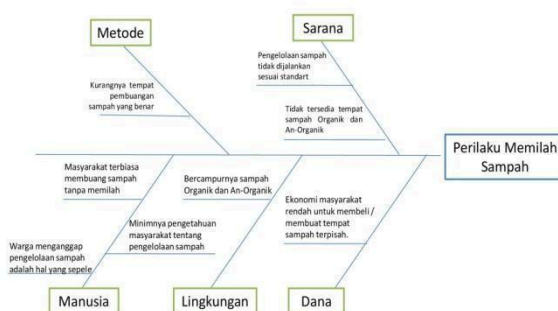 Metode
Sarana
Pengelolaan sampah
tidak dijalankan
sesuai standart
Kurangnya tempat
pembuangan
sampah yang benar
Tidak tersedia tempat
sampah Organik dan
An-Organik
Perilaku Memilah
Sampah
Masyarakat terbiasa
membuang sampah
tanpa memilah
Bercampurnya sampah
Organik dan An-Organik
Ekonomi masyarakat
rendah untuk membeli /
membuat tempat
sampah terpisah.
Minimnya pengetahuan
masyarakat tentang
pengelolaan sampah
Warga menganggap
pengelolaan sampah
adalah hal yang sepele
Manusia
Lingkungan
Dana